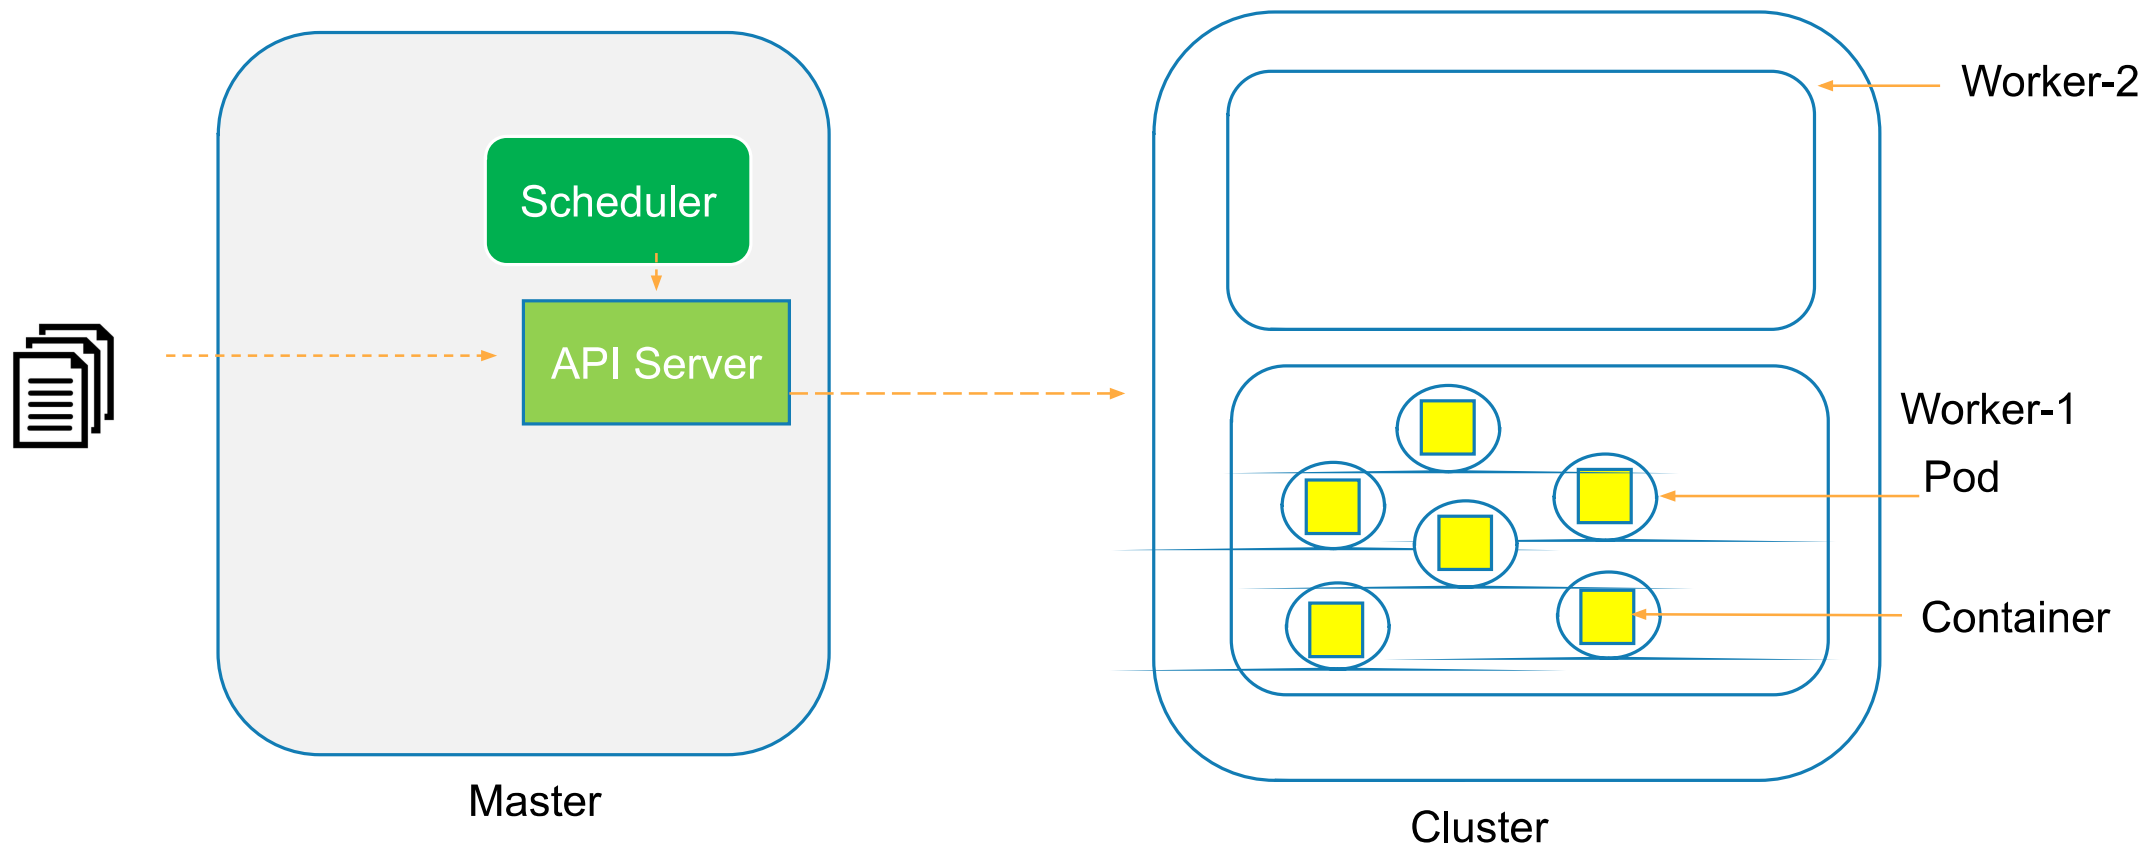 Worker-2
Scheduler
API Server
Worker-1
Pod
Container
Master
Cluster